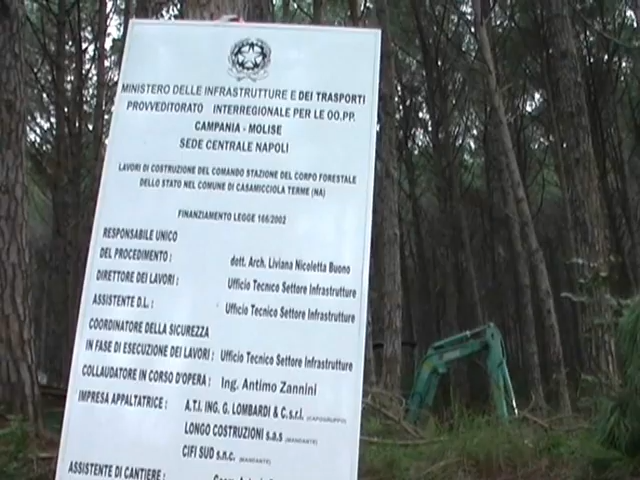 MINISTERO DELLE INFRASTRUTTURE E DEI TRASPORTI
PROVVEDITORATO INTERREGIONALE PER LE OO.PP.
CAMPANIA - MOLISE
SEDE CENTRALE NAPOLI
LAVORI DI COSTRUZIONE DEL COMANDO STAZIONE DEL CORPO FORESTALE
DELLO STATO NEL COMUNE DI CASAMICCIOLA TERME (NA)
FINANZIAMENTO LEGGE 166/2002
RESPONSABILE UNICO
DEL PROCEDIMENTO : dott. Arch. Liviana Nicoletta Buono
DIRETTORE DEI LAVORI : Ufficio Tecnico Settore Infrastrutture
ASSISTENTE D.L. : Ufficio Tecnico Settore Infrastrutture
COORDINATORE DELLA SICUREZZA
IN FASE DI ESECUZIONE DEI LAVORI : Ufficio Tecnico Settore Infrastrutture
COLLAUDATORE IN CORSO D'OPERA : Ing. Antimo Zannini
IMPRESA APPALTATRICE : A.T.I. ING. G. LOMBARDI & C. s.r.l. (CAPOGRUPPO)
LONGO COSTRUZIONI s.a.s (MANDANTE)
CIFI SUD s.n.c. (MANDANTE)
ASSISTENTE DI CANTIERE : Geom.